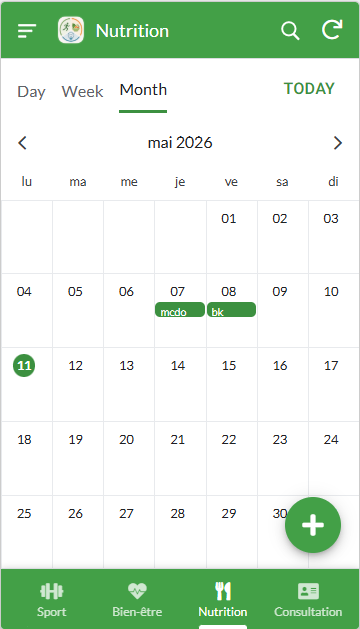 Nutrition
Day Week Month TODAY
mai 2026
lu ma me je ve sa di
01 02 03
04 05 06 07 08 09 10
mcdo bk
11 12 13 14 15 16 17
18 19 20 21 22 23 24
25 26 27 28 29 30
Sport Bien-être Nutrition Consultation